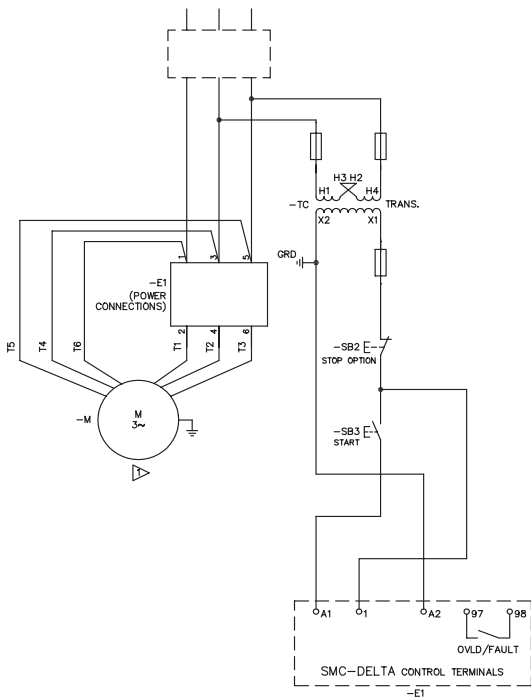 H3 H2
H1 H4
-TC TRANS.
X2 X1
1 3 5
GRD
-E1
(POWER
CONNECTIONS)
2 4 6
T5 T4 T6 T1 T2 T3
-SB2
STOP OPTION
-M
M
3~
-SB3
START
1
A1 1 A2 97 98
OVLD/FAULT
SMC-DELTA CONTROL TERMINALS
-E1